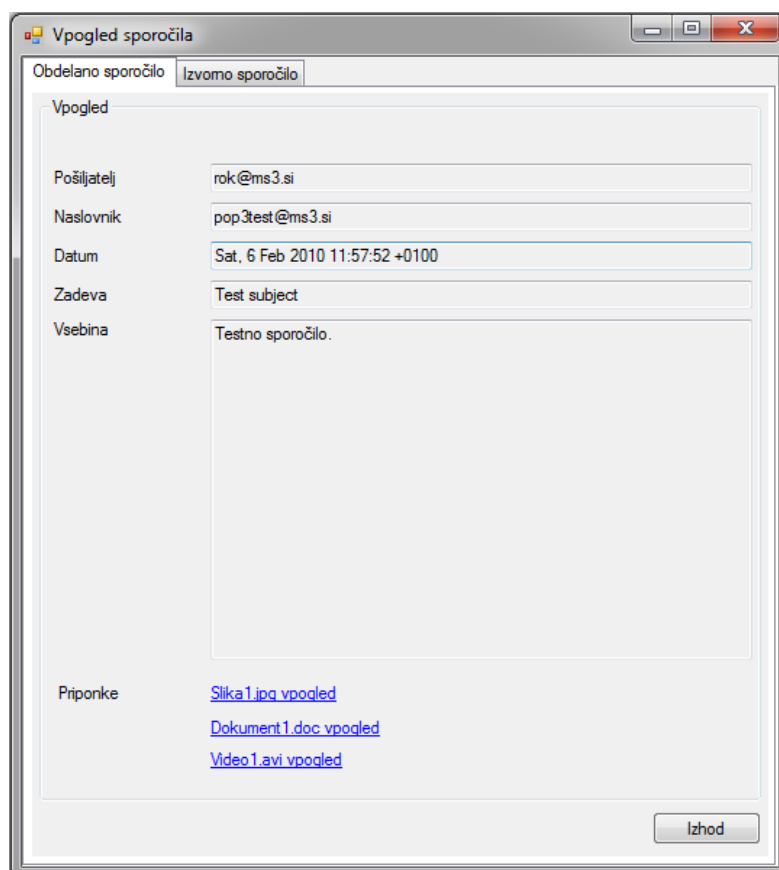 Vpogled sporočila
Obdelano sporočilo Izvorno sporočilo
Vpogled
Pošiljatelj rok@ms3.si
Naslovnik pop3test@ms3.si
Datum Sat, 6 Feb 2010 11:57:52 +0100
Zadeva Test subject
Vsebina Testno sporočilo.
Priponke Slika1.jpg vpogled
Dokument1.doc vpogled
Video1.avi vpogled
Izhod